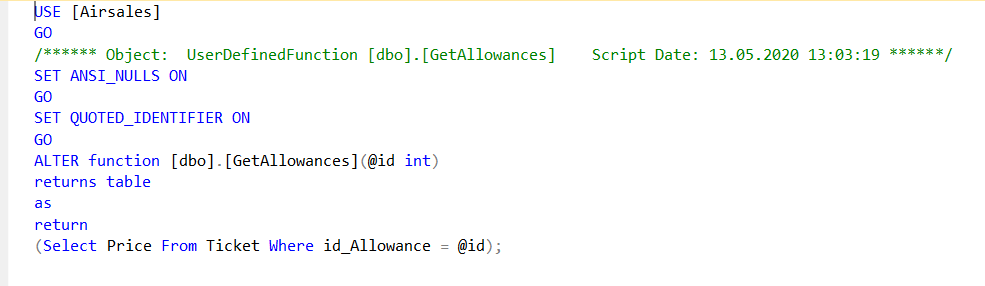 USE [Airsales]
GO
/****** Object:  UserDefinedFunction [dbo].[GetAllowances]    Script Date: 13.05.2020 13:03:19 ******/
SET ANSI_NULLS ON
GO
SET QUOTED_IDENTIFIER ON
GO
ALTER function [dbo].[GetAllowances](@id int)
returns table
as
return
(Select Price From Ticket Where id_Allowance = @id);